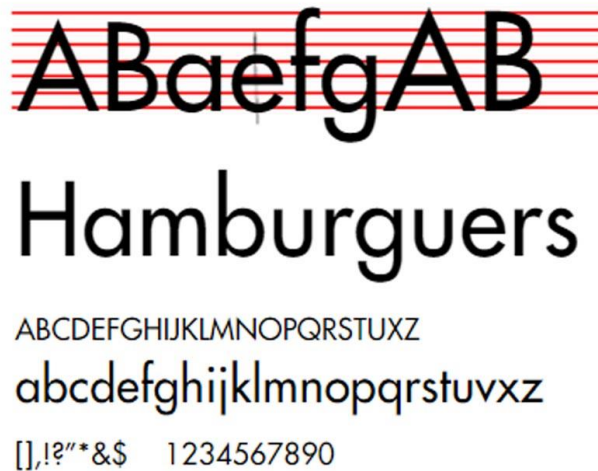 ABaefgAB
Hamburguers
ABCDEFGHIJKLMNOPQRSTUXZ
abcdefghijklmnopqrstuvxz
[],!?”*&$ 1234567890